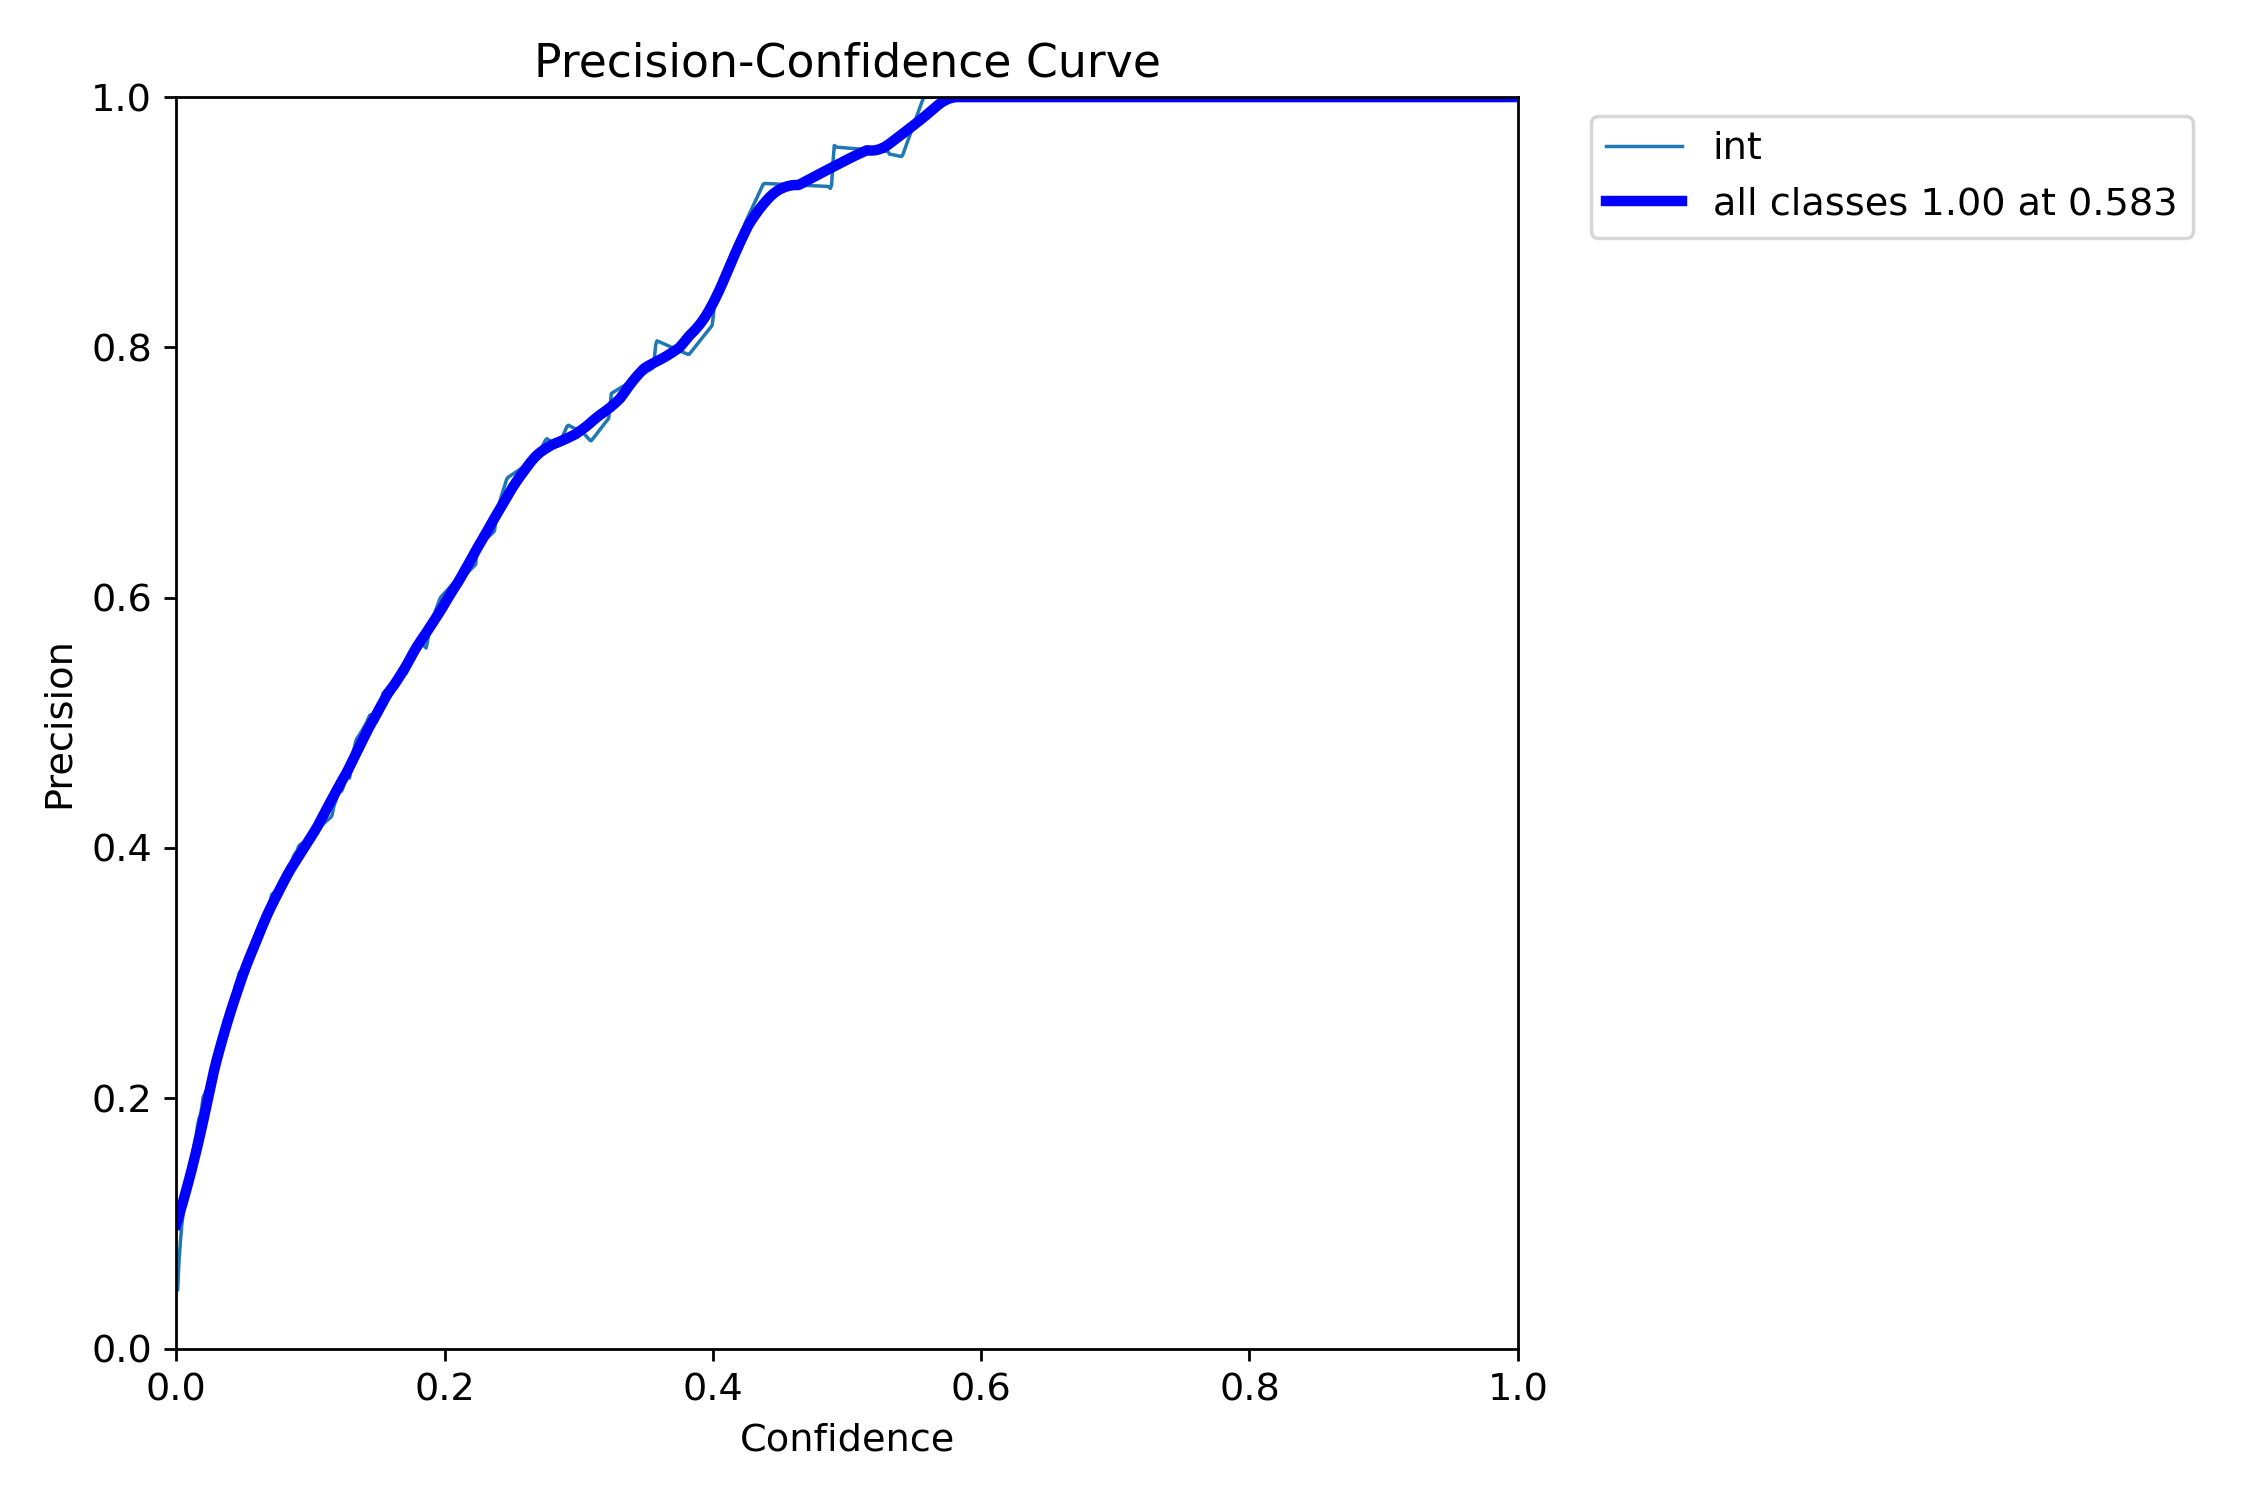 Precision-Confidence Curve
1.0
0.8
0.6
0.4
0.2
0.0
Precision
0.0 0.2 0.4 0.6 0.8 1.0
Confidence
int
all classes 1.00 at 0.583